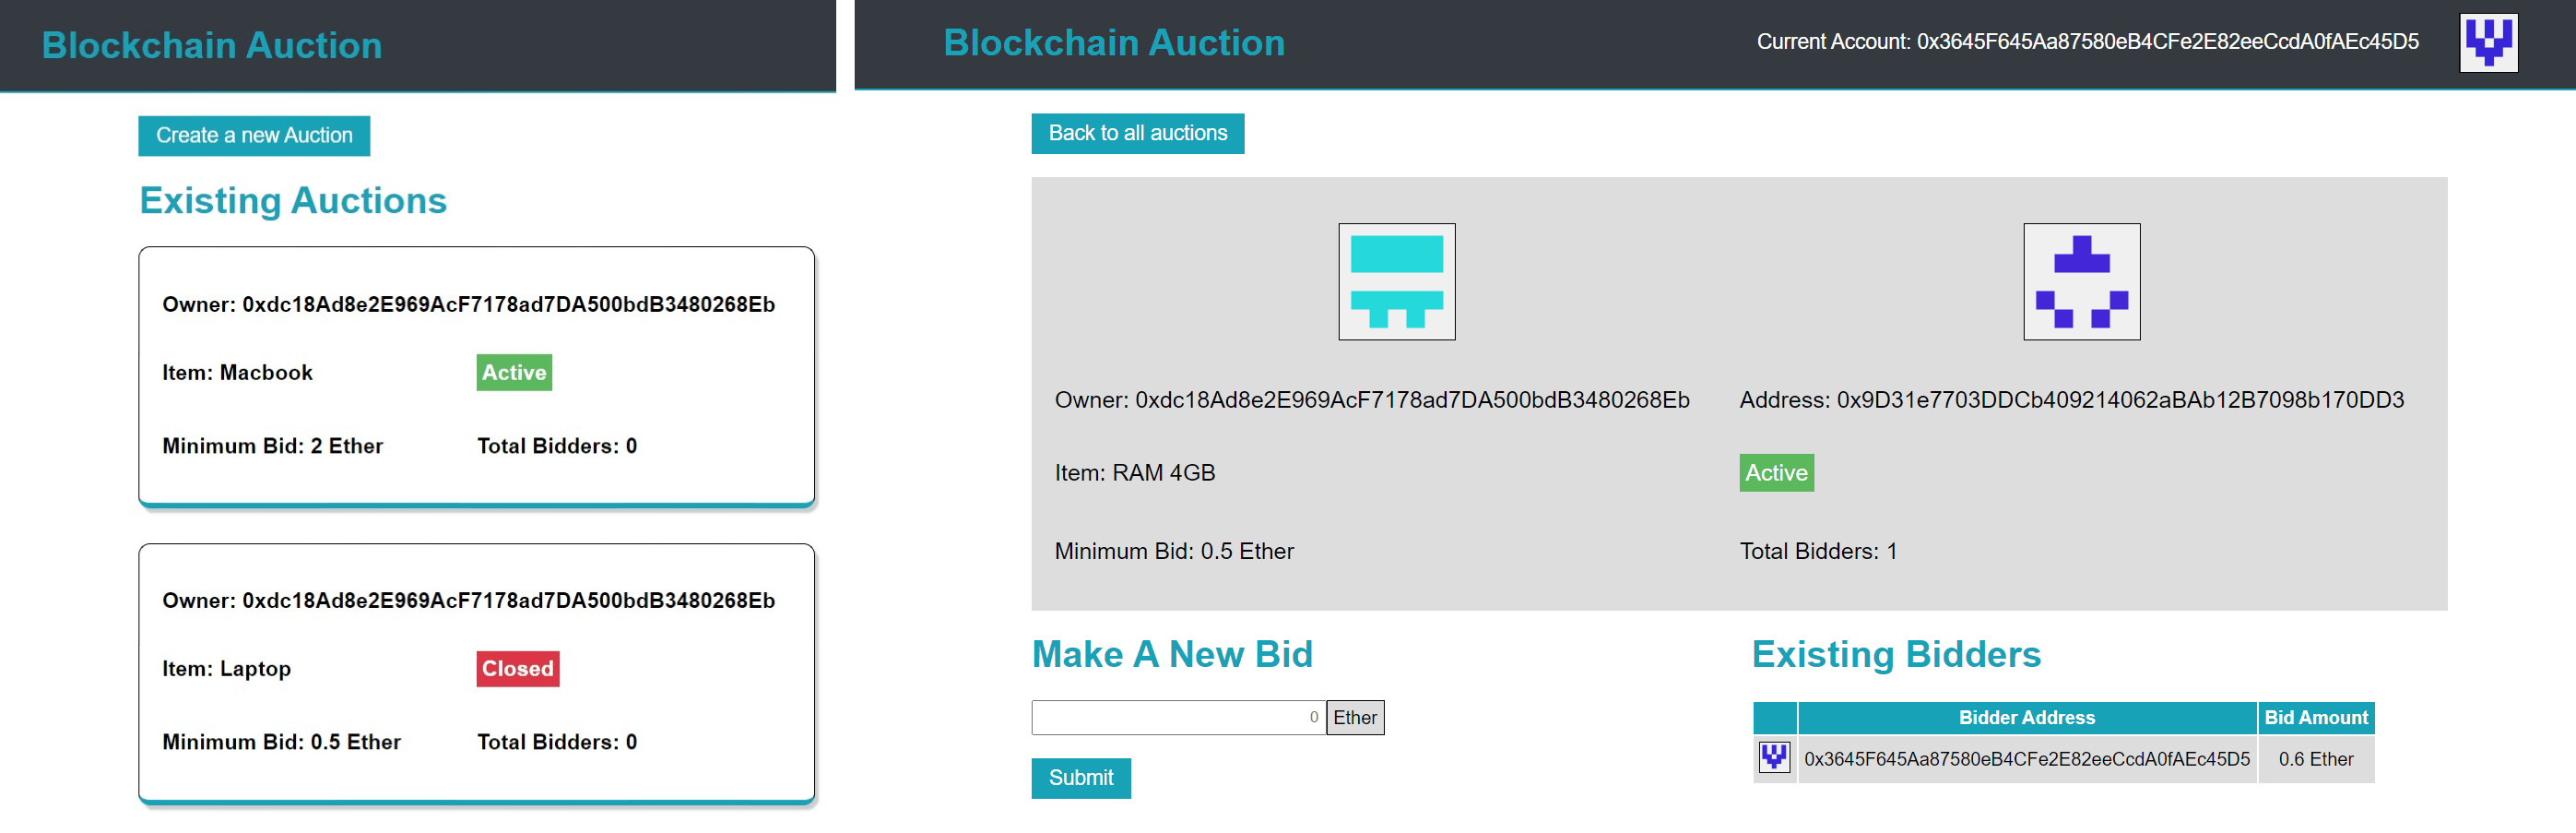 Blockchain Auction
Create a new Auction
Existing Auctions
Owner: 0xdc18Ad8e2E969AcF7178ad7DA500bdB3480268Eb
Item: Macbook
Active
Minimum Bid: 2 Ether
Total Bidders: 0
Owner: 0xdc18Ad8e2E969AcF7178ad7DA500bdB3480268Eb
Item: Laptop
Closed
Minimum Bid: 0.5 Ether
Total Bidders: 0
Blockchain Auction
Current Account: 0x3645F645Aa87580eB4CFe2E82eeCcdA0fAEc45D5
Back to all auctions
Owner: 0xdc18Ad8e2E969AcF7178ad7DA500bdB3480268Eb
Address: 0x9D31e7703DDCb409214062aBAb12B7098b170DD3
Item: RAM 4GB
Active
Minimum Bid: 0.5 Ether
Total Bidders: 1
Make A New Bid
0 Ether
Submit
Existing Bidders
Bidder Address Bid Amount
0x3645F645Aa87580eB4CFe2E82eeCcdA0fAEc45D5 0.6 Ether